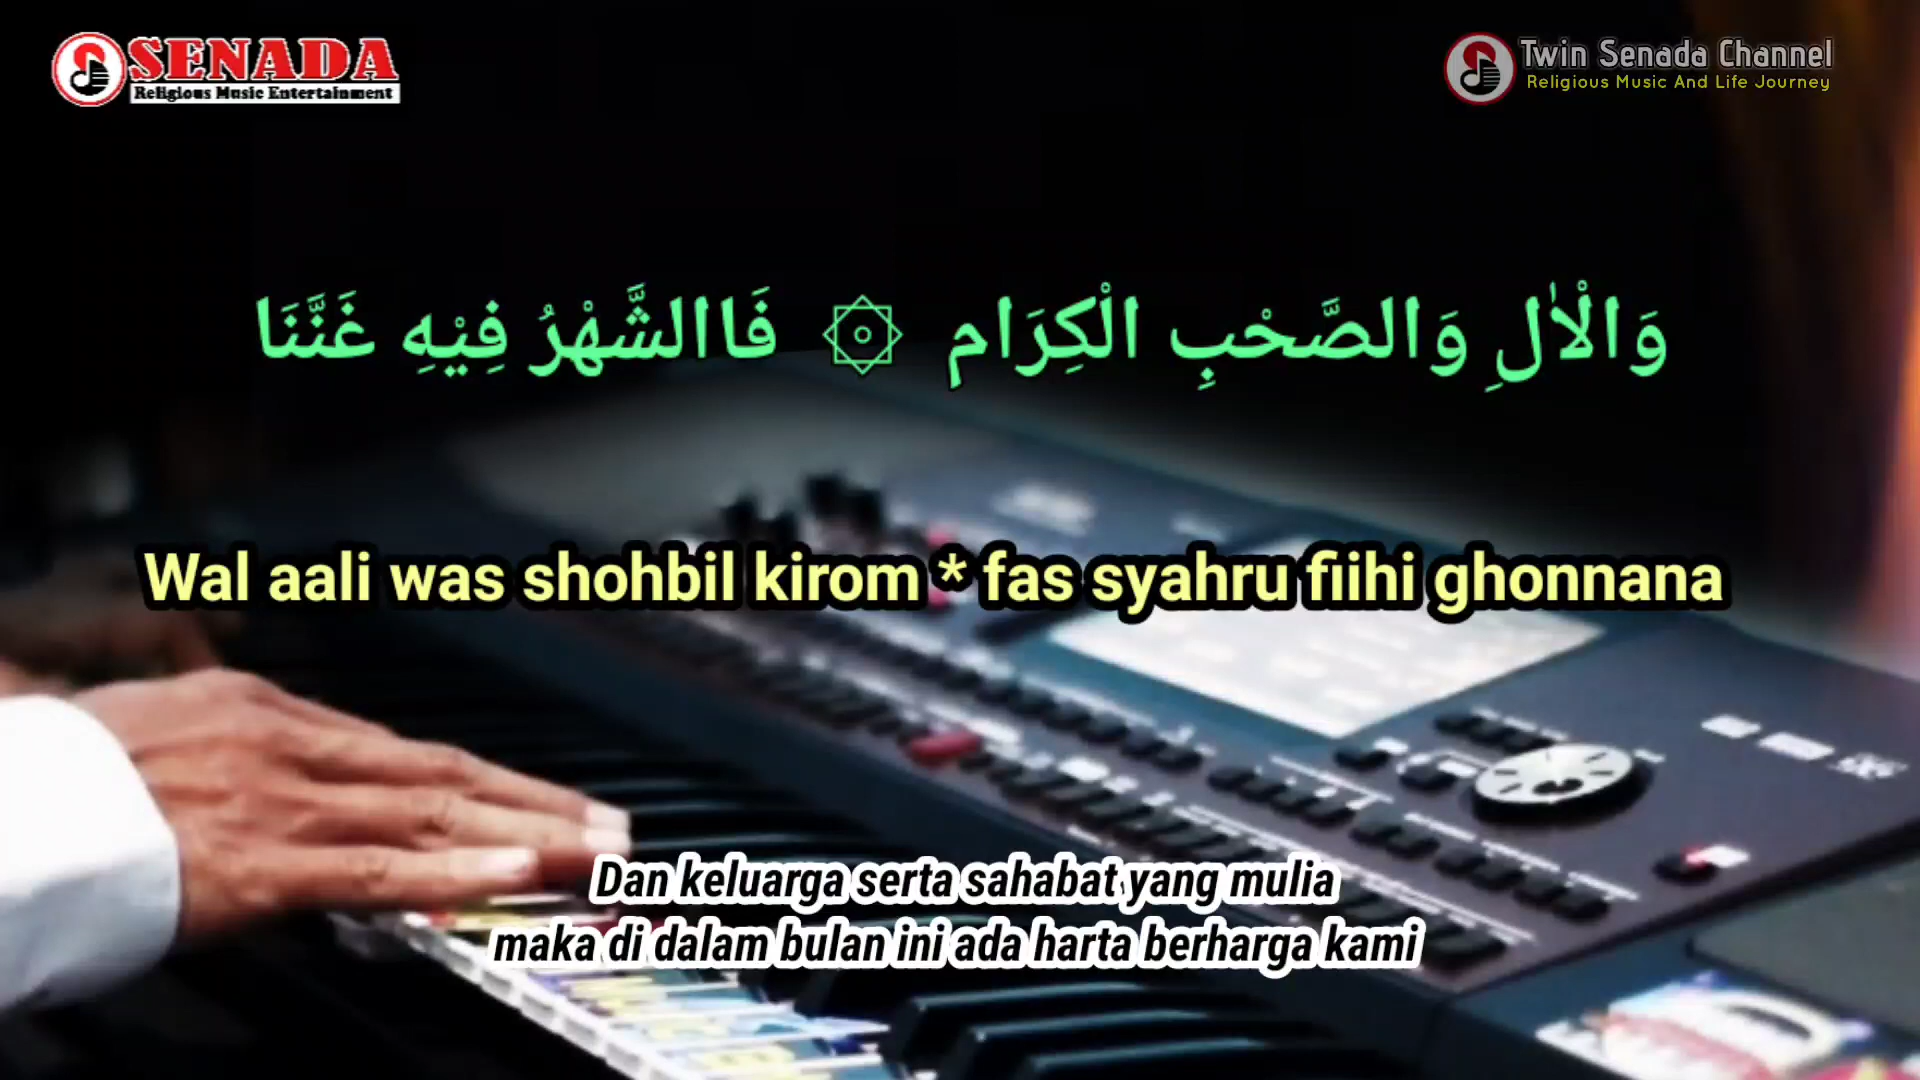 SENADA
Religious Music Entertainment
Twin Senada Channel
Religious Music And Life Journey
وَالْاٰلِ وَالصَّحْبِ الْكِرَام ۞ فَاالشَّهْرُ فِيْهِ غَنَّنَا
Wal aali was shohbil kirom * fas syahru fiihi ghonnana
Dan keluarga serta sahabat yang mulia
maka di dalam bulan ini ada harta berharga kami